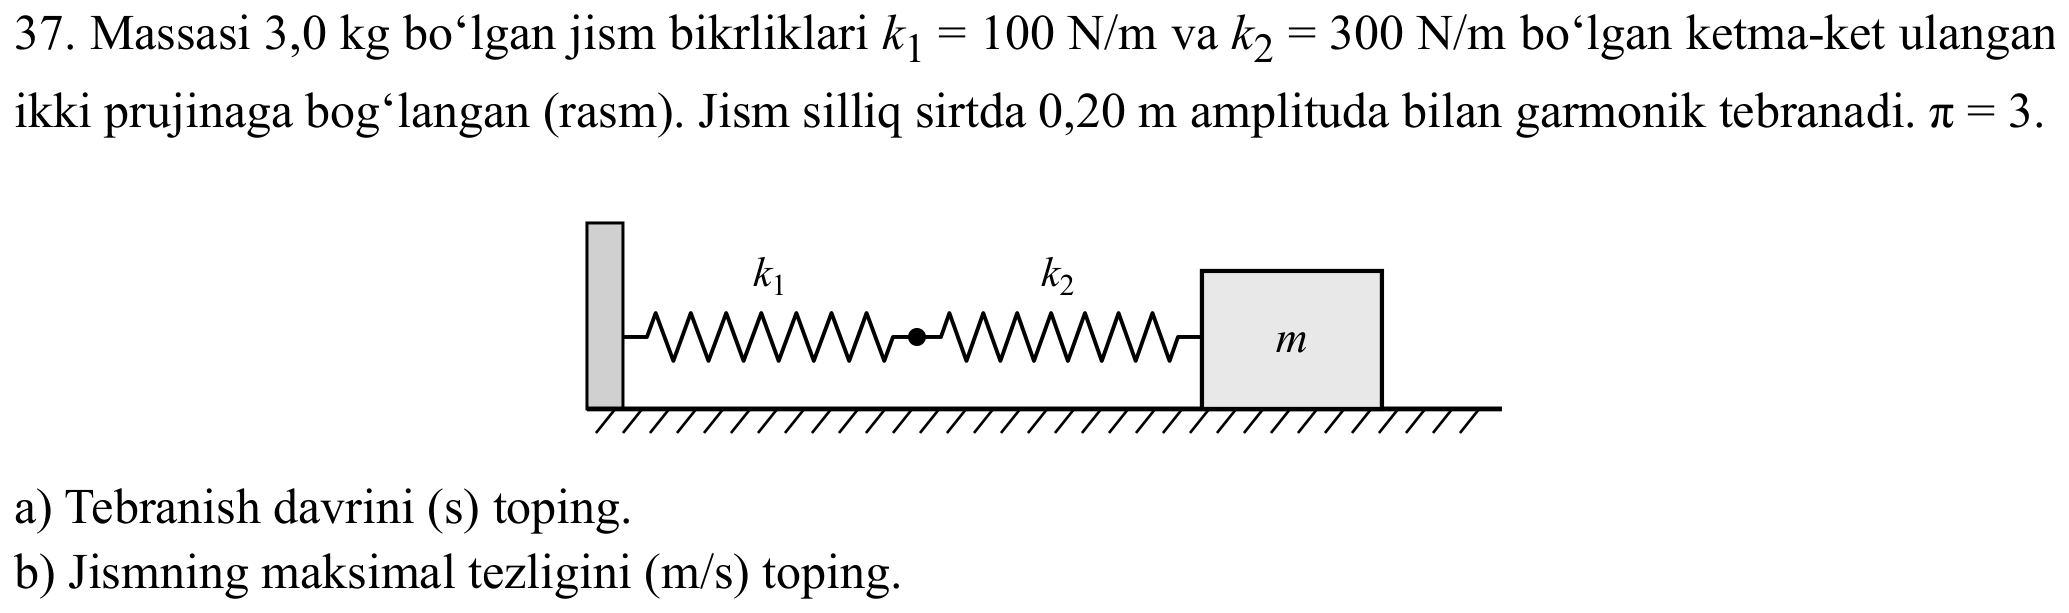 37. Massasi 3,0 kg bo‘lgan jism bikrliklari k₁ = 100 N/m va k₂ = 300 N/m bo‘lgan ketma-ket ulangan
ikki prujinaga bog‘langan (rasm). Jism silliq sirtda 0,20 m amplituda bilan garmonik tebranadi. π = 3.
k₁ k₂
m
a) Tebranish davrini (s) toping.
b) Jismning maksimal tezligini (m/s) toping.